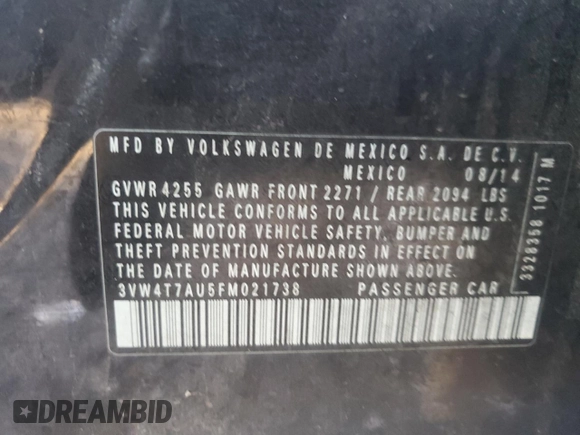 MFD BY VOLKSWAGEN DE MEXICO S.A. DE C.V.
MEXICO 08/14
GVWR 4255 GAWR FRONT 2271 / REAR 2094 LBS
THIS VEHICLE CONFORMS TO ALL APPLICABLE U.S.
FEDERAL MOTOR VEHICLE SAFETY, BUMPER AND
THEFT PREVENTION STANDARDS IN EFFECT ON
THE DATE OF MANUFACTURE SHOWN ABOVE.
3VW4T7AU5FM021738 PASSENGER CAR
3328358 1017 M
DREAMBID